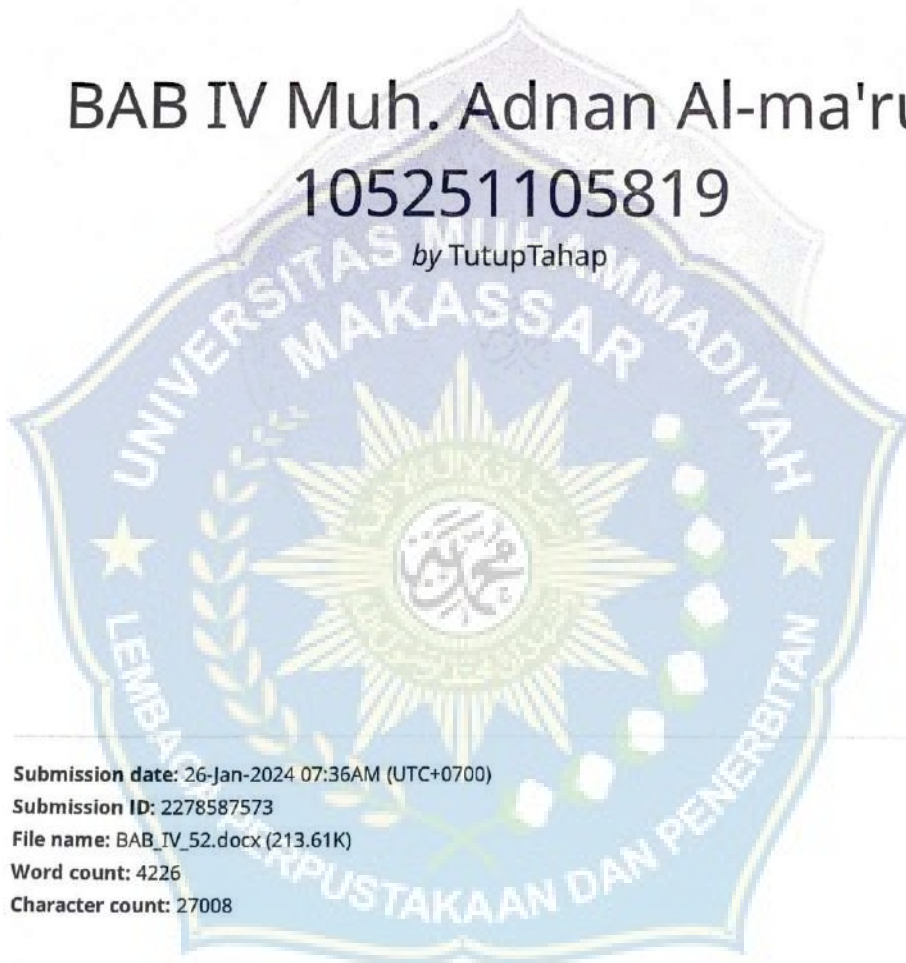 BAB IV Muh. Adnan Al-ma'ru
105251105819
by TutupTahap
UNIVERSITAS MUHAMMADIYAH
MAKASSAR
محمدية
LEMBAGA PERPUSTAKAAN DAN PENERBITAN
Submission date: 26-Jan-2024 07:36AM (UTC+0700)
Submission ID: 2278587573
File name: BAB_IV_52.docx (213.61K)
Word count: 4226
Character count: 27008